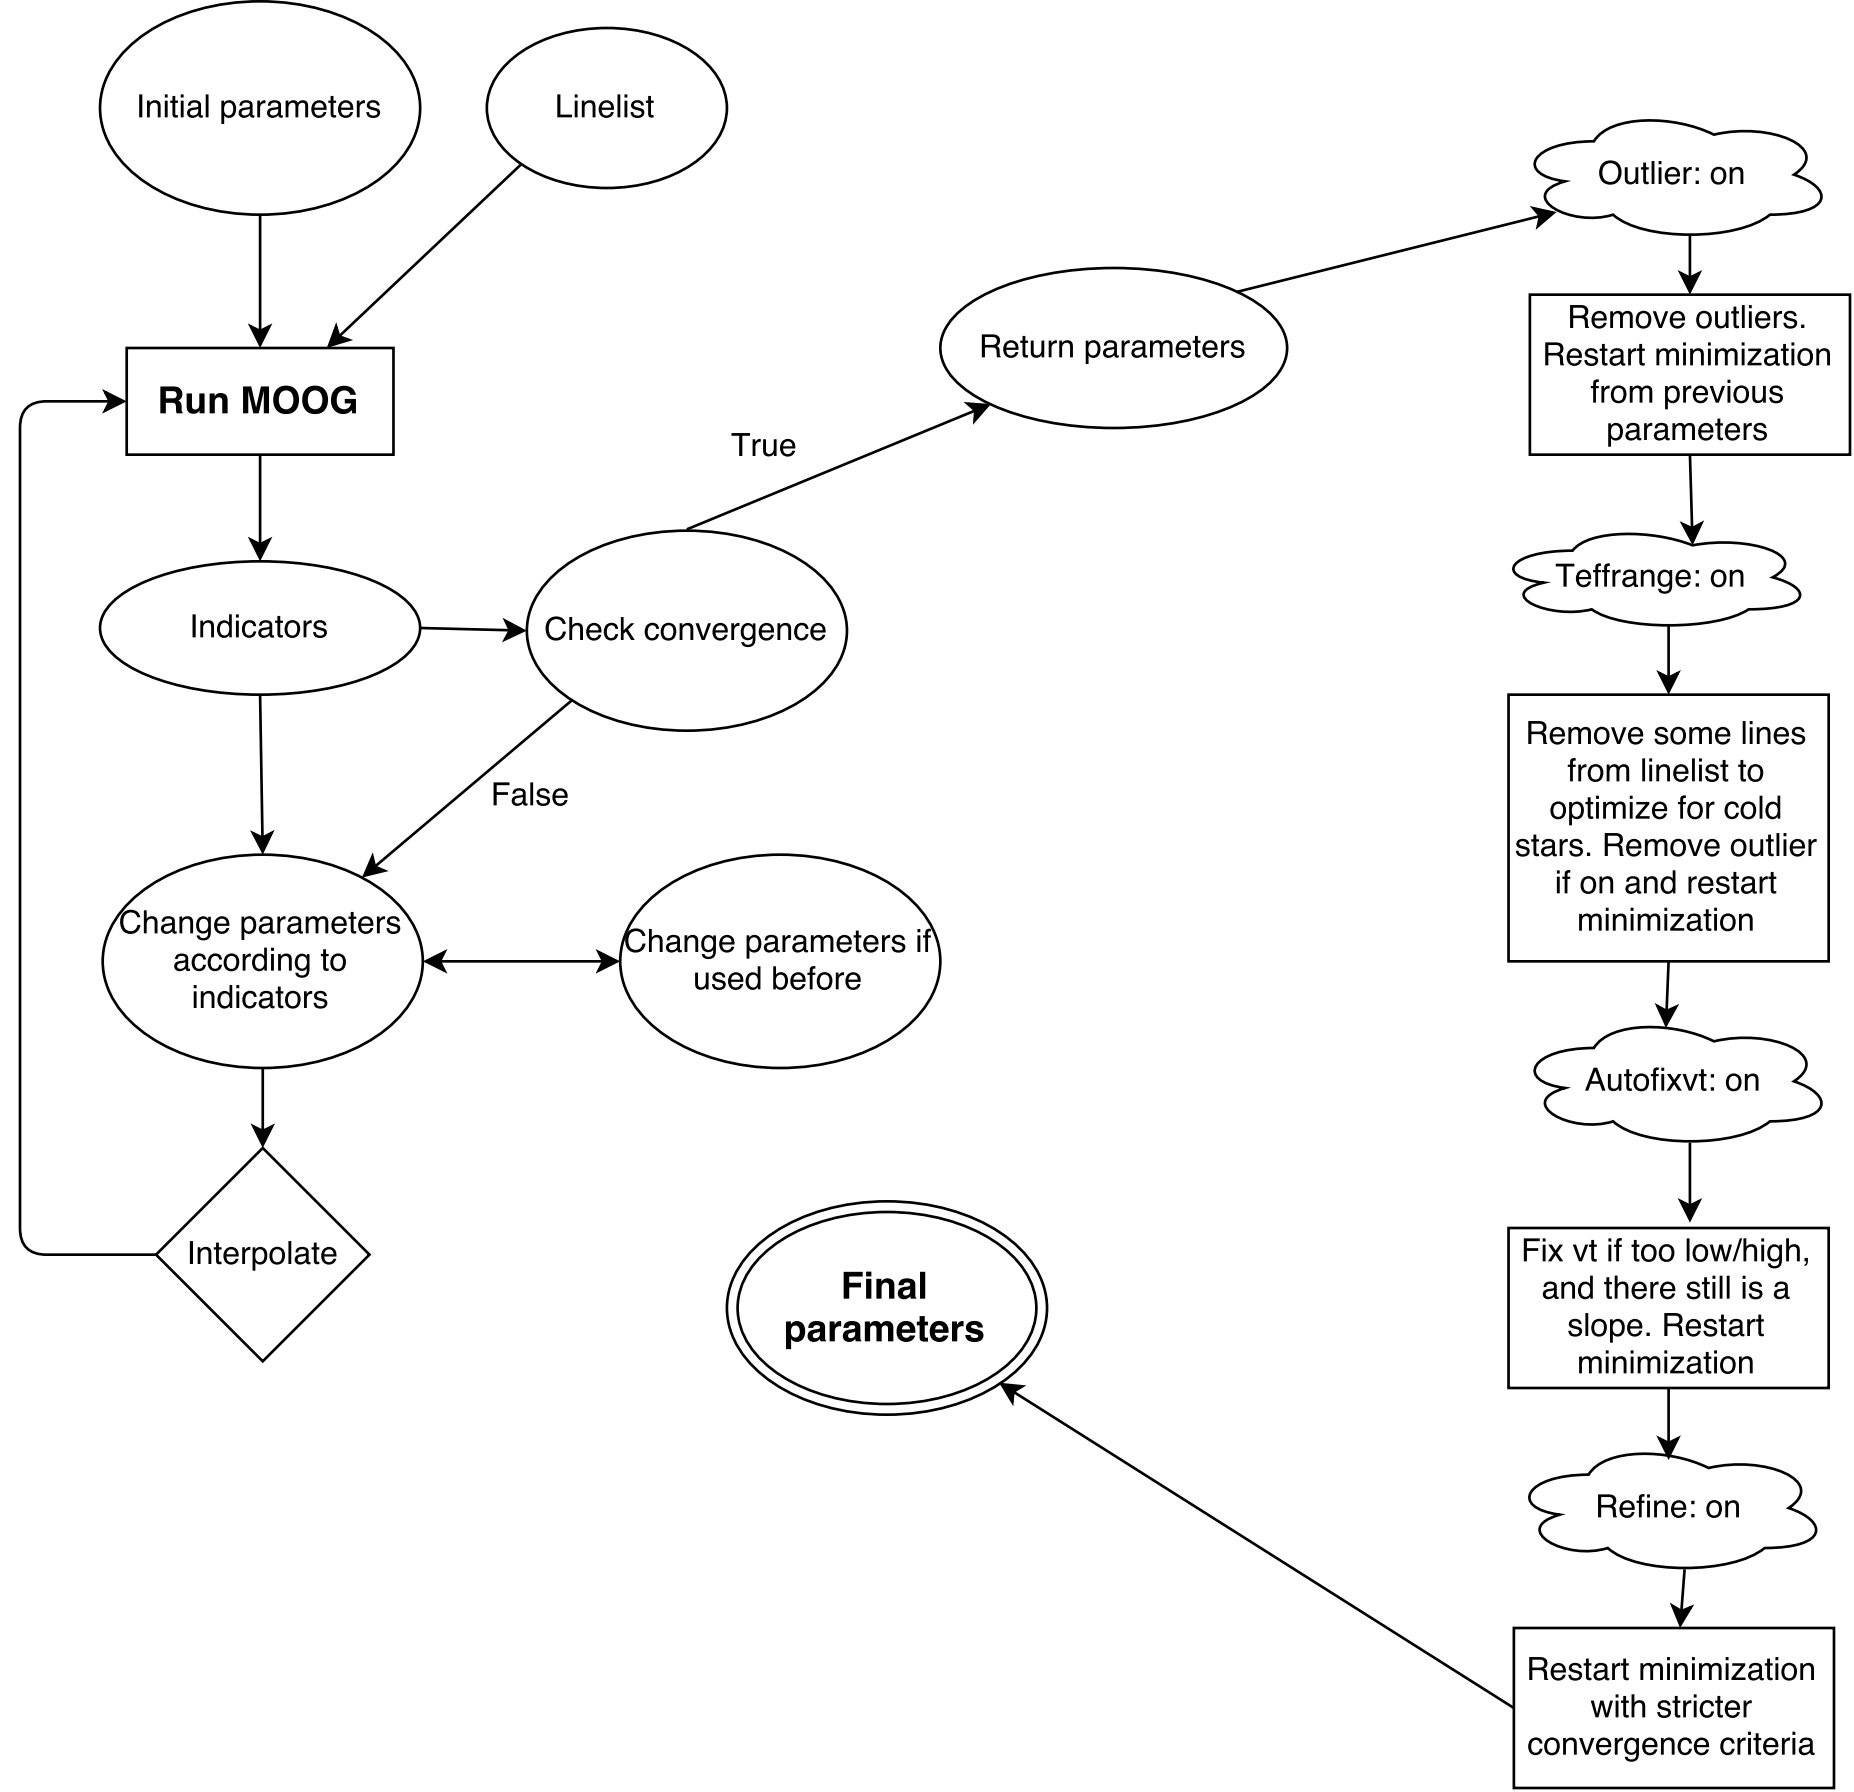 Initial parameters
Linelist
Run MOOG
Indicators
Check convergence
True
False
Return parameters
Change parameters
according to
indicators
Change parameters if
used before
Interpolate
Outlier: on
Remove outliers.
Restart minimization
from previous
parameters
Teffrange: on
Remove some lines
from linelist to
optimize for cold
stars. Remove outlier
if on and restart
minimization
Autofixvt: on
Fix vt if too low/high,
and there still is a
slope. Restart
minimization
Refine: on
Restart minimization
with stricter
convergence criteria
Final
parameters